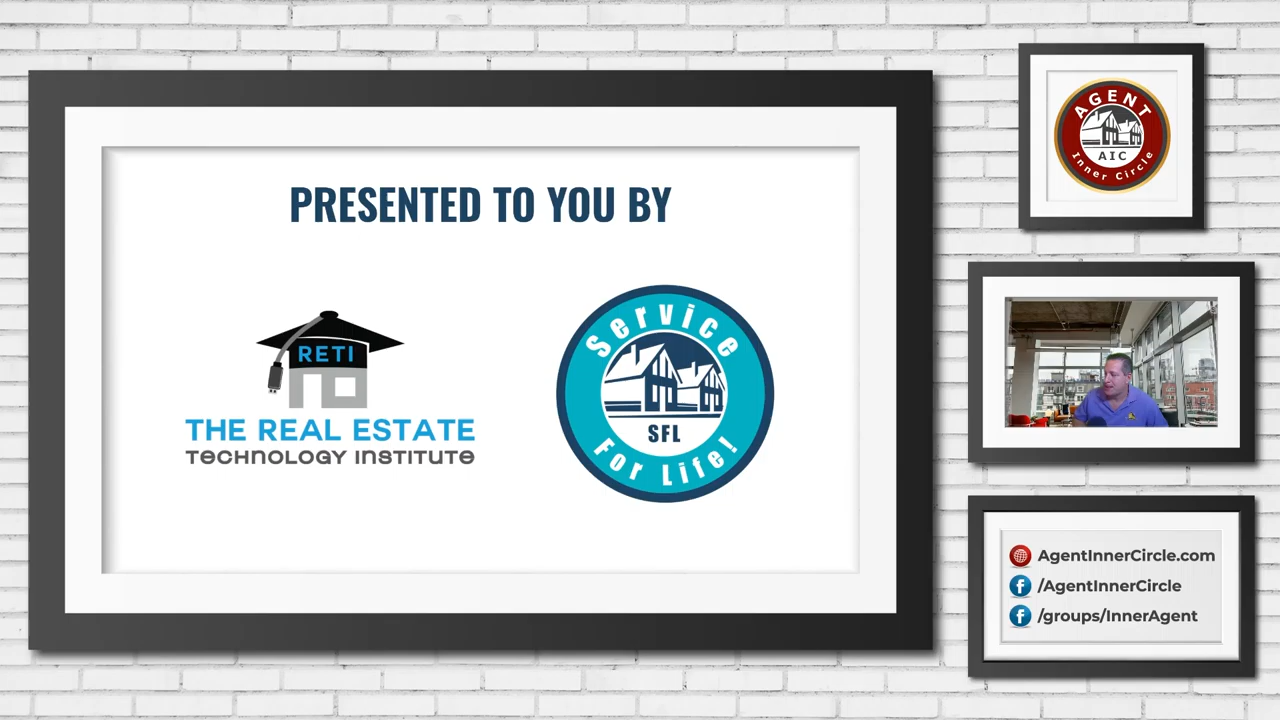 PRESENTED TO YOU BY
RETI
THE REAL ESTATE
TECHNOLOGY INSTITUTE
Service
SFL
For Life!
AGENT
AIC
Inner Circle
AgentInnerCircle.com
/AgentInnerCircle
/groups/InnerAgent